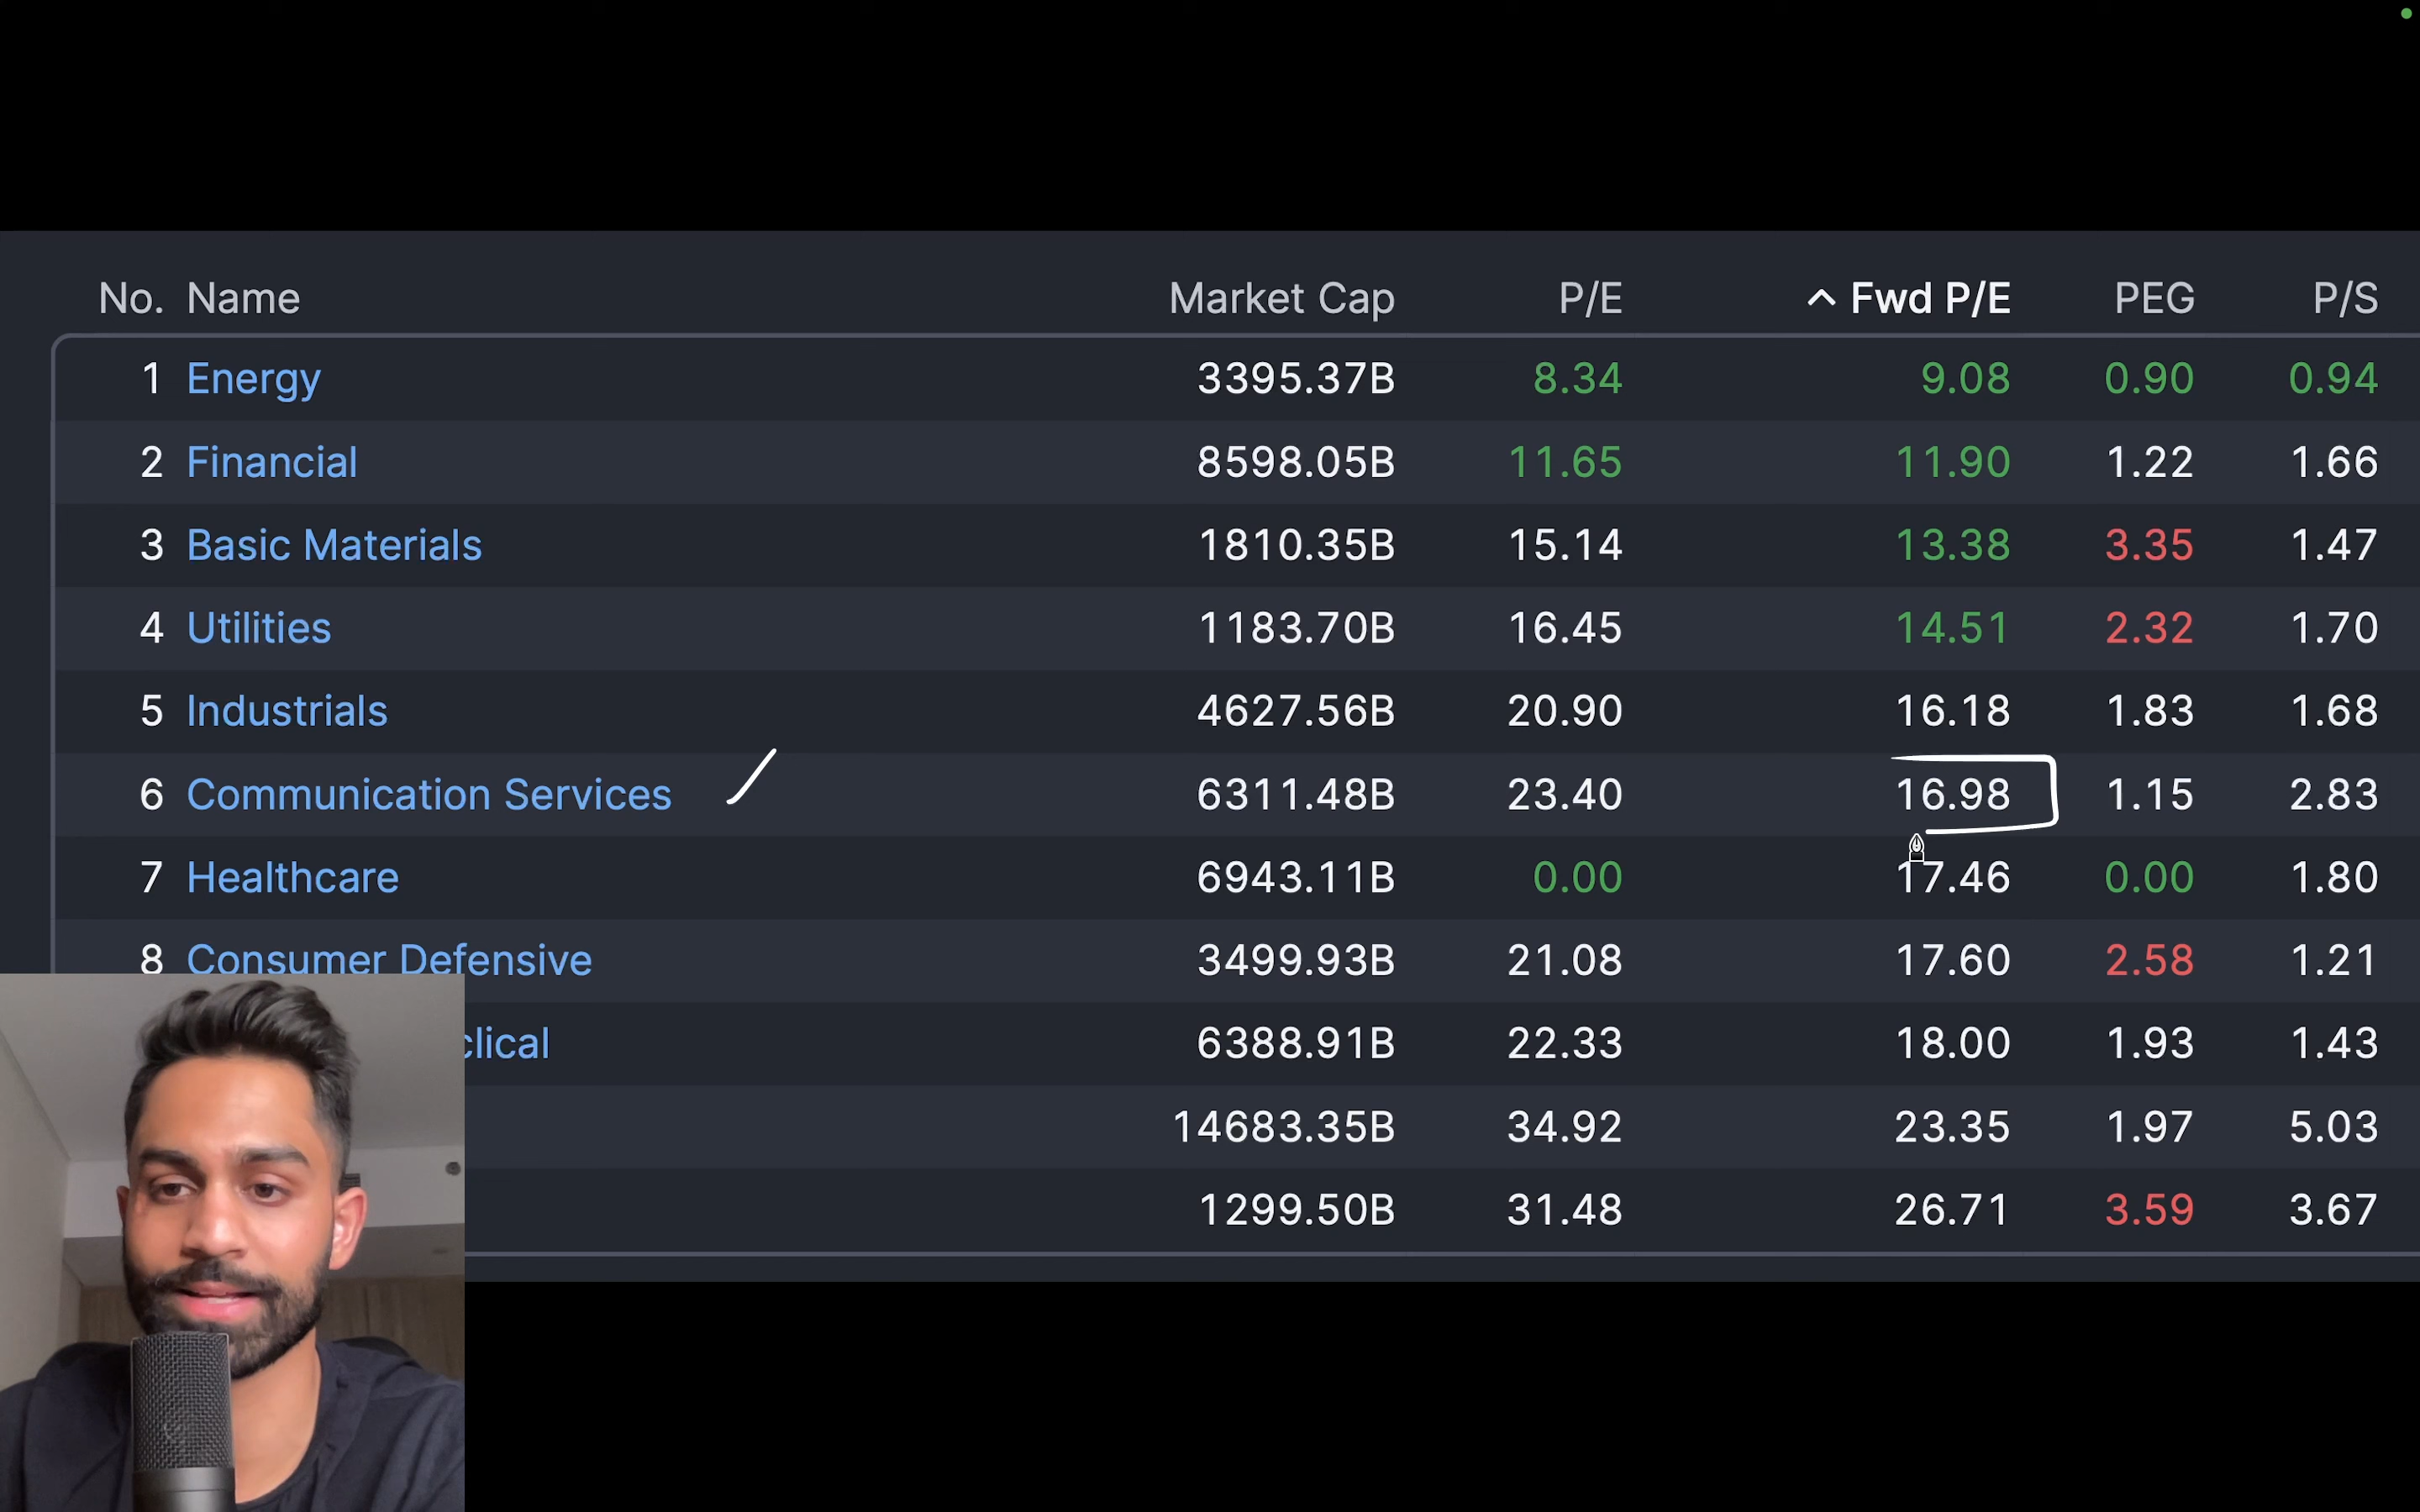 No. Name Market Cap P/E Fwd P/E PEG P/S
1 Energy 3395.37B 8.34 9.08 0.90 0.94
2 Financial 8598.05B 11.65 11.90 1.22 1.66
3 Basic Materials 1810.35B 15.14 13.38 3.35 1.47
4 Utilities 1183.70B 16.45 14.51 2.32 1.70
5 Industrials 4627.56B 20.90 16.18 1.83 1.68
6 Communication Services 6311.48B 23.40 16.98 1.15 2.83
7 Healthcare 6943.11B 0.00 17.46 0.00 1.80
8 Consumer Defensive 3499.93B 21.08 17.60 2.58 1.21
clical 6388.91B 22.33 18.00 1.93 1.43
14683.35B 34.92 23.35 1.97 5.03
1299.50B 31.48 26.71 3.59 3.67